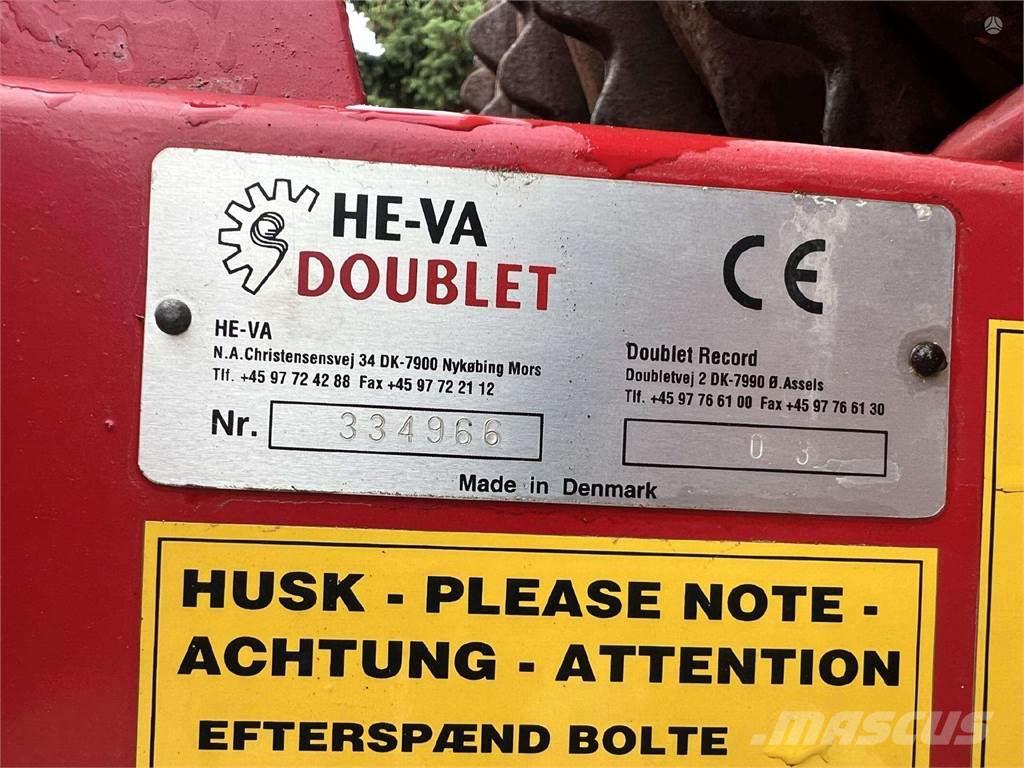 HE-VA
DOUBLET
CE
HE-VA
N.A.Christensensvej 34 DK-7900 Nykøbing Mors
Tlf. +45 97 72 42 88 Fax +45 97 72 21 12
Nr. 334966
Doublet Record
Doubletvej 2 DK-7990 Ø.Assels
Tlf. +45 97 76 61 00 Fax +45 97 76 61 30
0 3
Made in Denmark
HUSK - PLEASE NOTE -
ACHTUNG - ATTENTION
EFTERSPÆND BOLTE
MASCUS